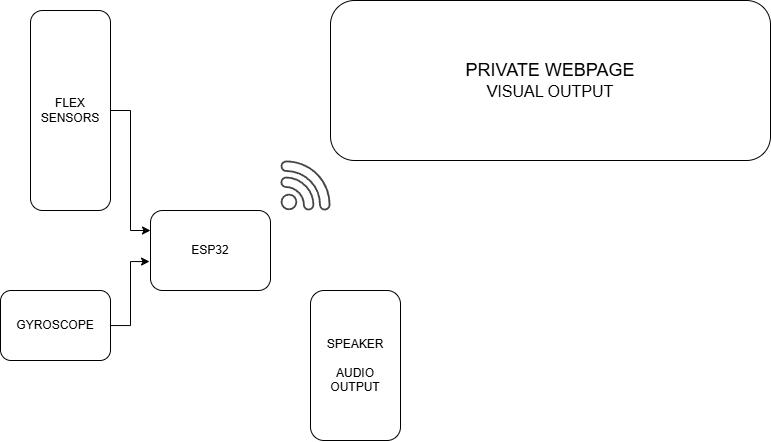 PRIVATE WEBPAGE
VISUAL OUTPUT
FLEX
SENSORS
ESP32
GYROSCOPE
SPEAKER
AUDIO
OUTPUT